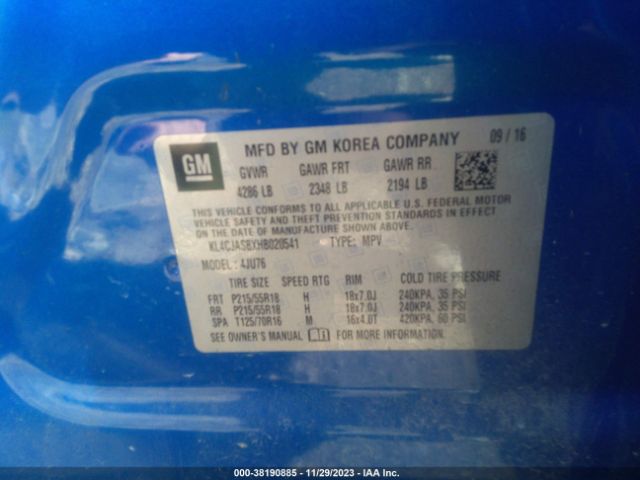 GM
MFD BY GM KOREA COMPANY 09/16
GVWR GAWR FRT GAWR RR
4286 LB 2348 LB 2194 LB
THIS VEHICLE CONFORMS TO ALL APPLICABLE U.S. FEDERAL MOTOR
VEHICLE SAFETY AND THEFT PREVENTION STANDARDS IN EFFECT
ON THE DATE OF MANUFACTURE SHOWN ABOVE.
KL4CJASBXHB020541 TYPE: MPV
MODEL: 4JU76
TIRE SIZE SPEED RTG RIM COLD TIRE PRESSURE
FRT P215/55R18 H 18x7.0J 240KPA, 35 PSI
RR P215/55R18 H 18x7.0J 240KPA, 35 PSI
SPA T125/70R16 M 16x4.0T 420KPA, 60 PSI
SEE OWNER'S MANUAL FOR ADDITIONAL INFORMATION
000-38190885 - 11/29/2023 - IAA Inc.